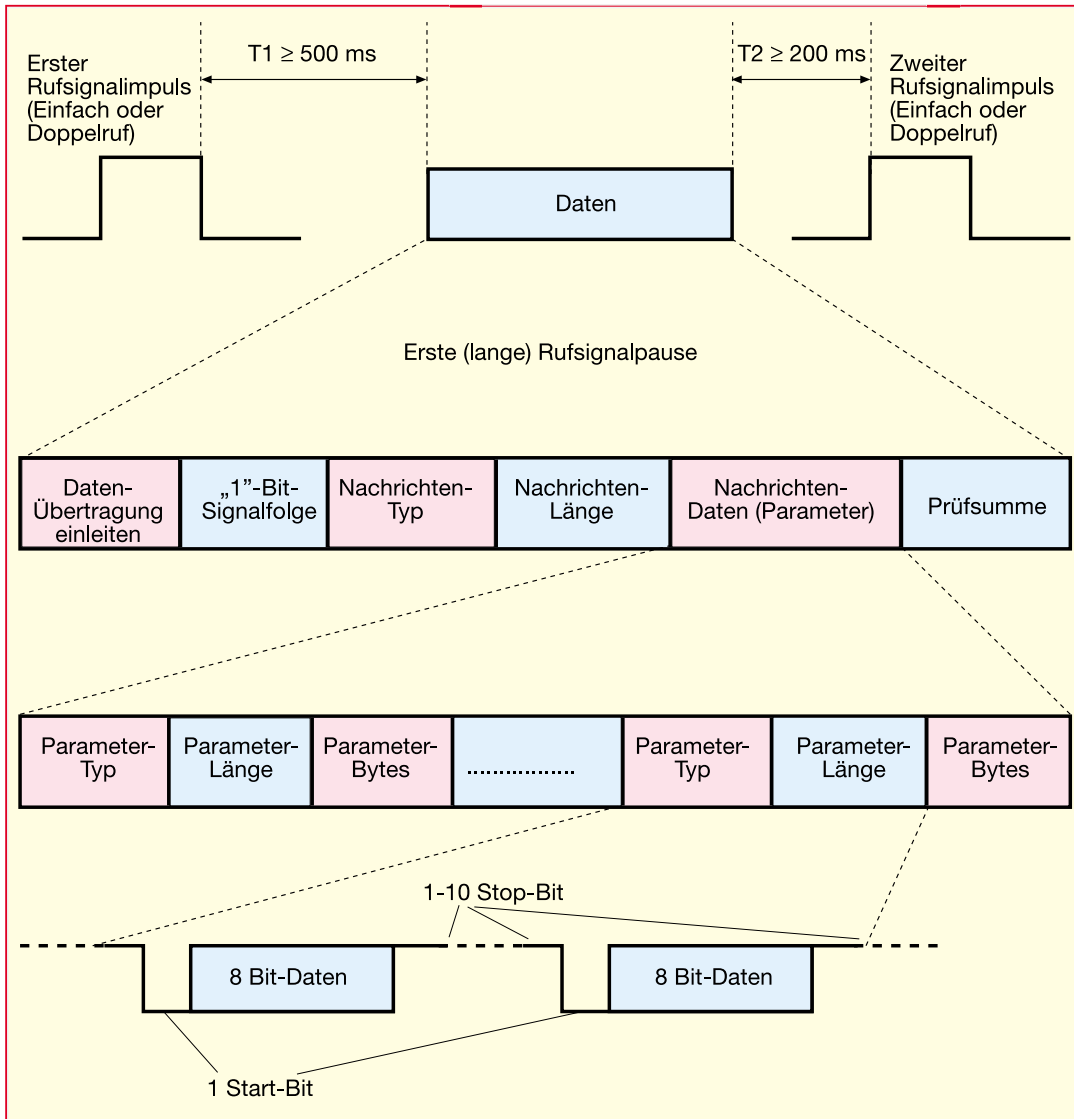 Erster
Rufsignalimpuls
(Einfach oder
Doppelruf)
T1 ≥ 500 ms
T2 ≥ 200 ms
Zweiter
Rufsignalimpuls
(Einfach oder
Doppelruf)
Daten
Erste (lange) Rufsignalpause
Daten-
Übertragung
einleiten
„1”-Bit-
Signalfolge
Nachrichten-
Typ
Nachrichten-
Länge
Nachrichten-
Daten (Parameter)
Prüfsumme
Parameter-
Typ
Parameter-
Länge
Parameter-
Bytes
................
Parameter-
Typ
Parameter-
Länge
Parameter-
Bytes
1-10 Stop-Bit
8 Bit-Daten
8 Bit-Daten
1 Start-Bit